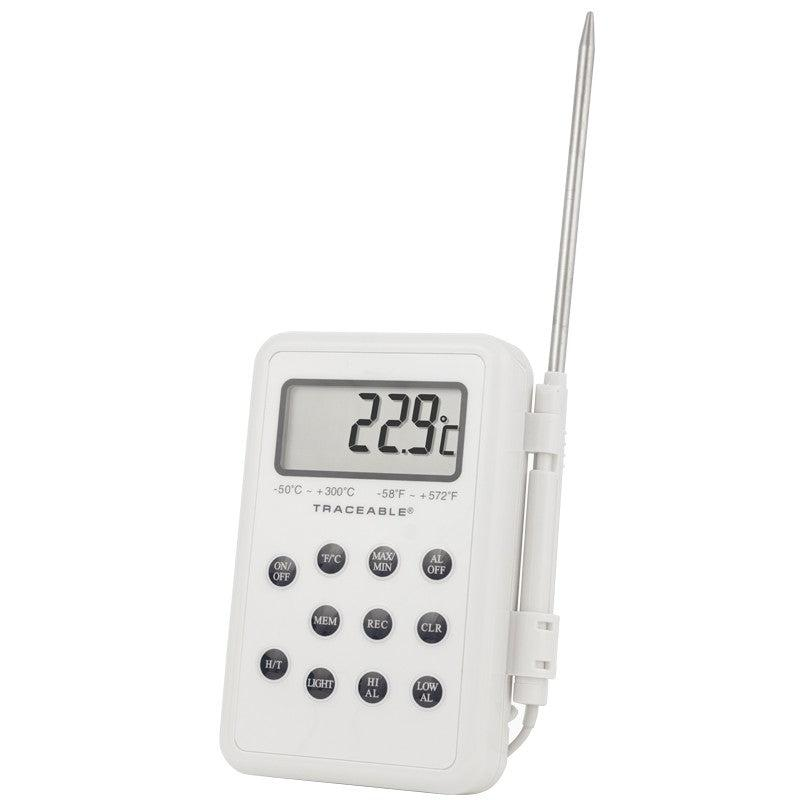 22.9°C
-50°C ~ +300°C -58°F ~ +572°F
TRACEABLE®
ON/
OFF
°F/°C
MAX/
MIN
AL
OFF
MEM
REC
CLR
H/T
LIGHT
HI
AL
LOW
AL